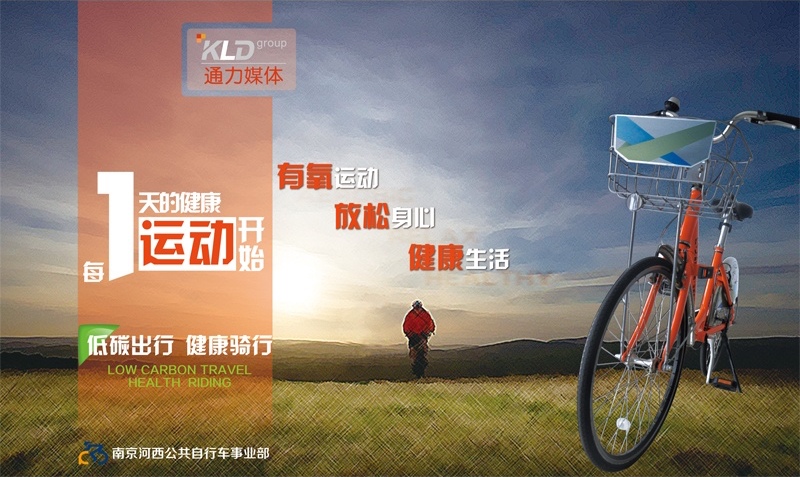 KLD group
通力媒体
每1天的健康
运动开始
有氧运动
放松身心
健康生活
低碳出行 健康骑行
LOW CARBON TRAVEL
HEALTH RIDING
南京河西公共自行车事业部